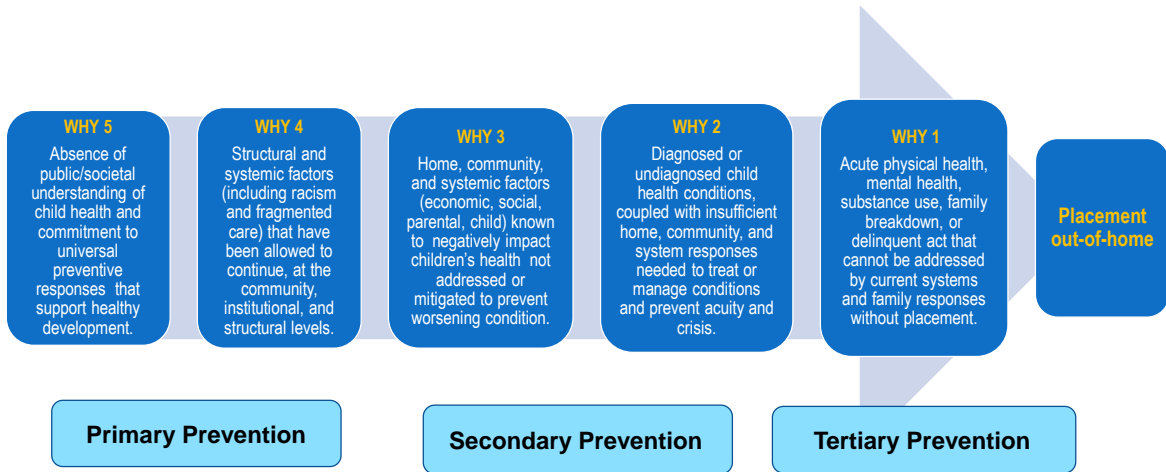 WHY 5
Absence of
public/societal
understanding of
child health and
commitment to
universal
preventive
responses that
support healthy
development.
WHY 4
Structural and
systemic factors
(including racism
and fragmented
care) that have
been allowed to
continue, at the
community,
institutional, and
structural levels.
WHY 3
Home, community,
and systemic factors
(economic, social,
parental, child) known
to negatively impact
children's health not
addressed or
mitigated to prevent
worsening condition.
WHY 2
Diagnosed or
undiagnosed child
health conditions,
coupled with insufficient
home, community, and
system responses
needed to treat or
manage conditions
and prevent acuity and
crisis.
WHY 1
Acute physical health,
mental health,
substance use, family
breakdown, or
delinquent act that
cannot be addressed
by current systems
and family responses
without placement.
Placement
out-of-home
Primary Prevention
Secondary Prevention
Tertiary Prevention